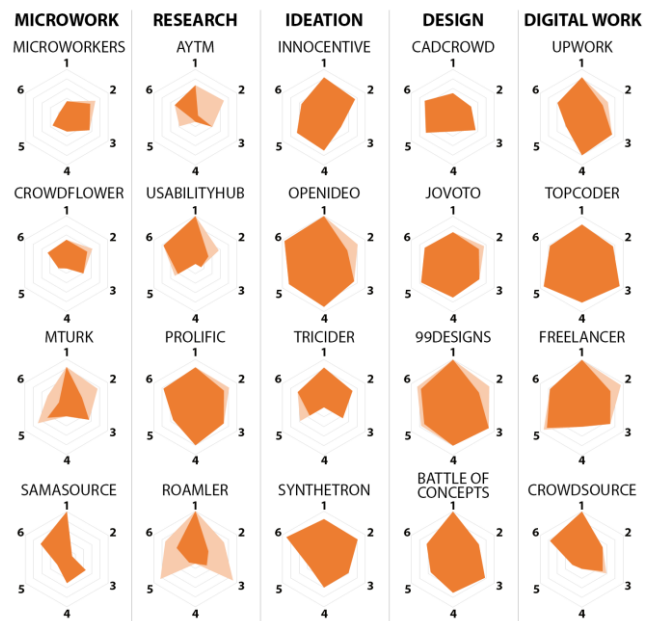 MICROWORK RESEARCH IDEATION DESIGN DIGITAL WORK
MICROWORKERS AYTM INNOCENTIVE CADCROWD UPWORK
1 1 1 1 1
6 2 6 2 6 2 6 2 6 2
5 3 5 3 5 3 5 3 5 3
4 4 4 4 4
CROWDFLOWER USABILITYHUB OPENIDEO JOVOTO TOPCODER
1 1 1 1 1
6 2 6 2 6 2 6 2 6 2
5 3 5 3 5 3 5 3 5 3
4 4 4 4 4
MTURK PROLIFIC TRICIDER 99DESIGNS FREELANCER
1 1 1 1 1
6 2 6 2 6 2 6 2 6 2
5 3 5 3 5 3 5 3 5 3
4 4 4 4 4
SAMASOURCE ROAMLER SYNTHETRON BATTLE OF
CONCEPTS CROWDSOURCE
1 1 1 1 1
6 2 6 2 6 2 6 2 6 2
5 3 5 3 5 3 5 3 5 3
4 4 4 4 4